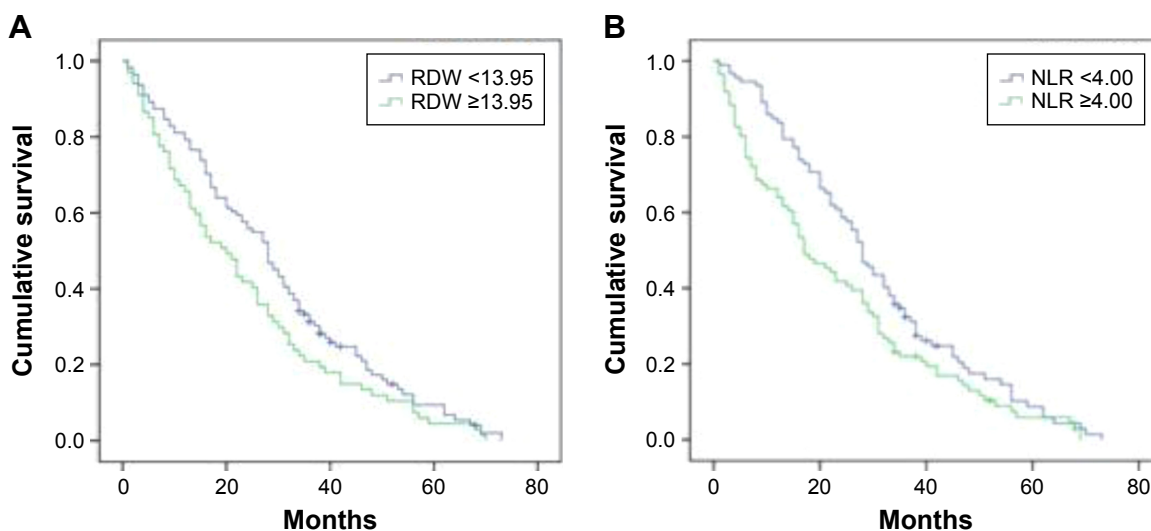 A
RDW <13.95
RDW ≥13.95
Cumulative survival
1.0
0.8
0.6
0.4
0.2
0.0
0 20 40 60 80
Months
B
NLR <4.00
NLR ≥4.00
Cumulative survival
1.0
0.8
0.6
0.4
0.2
0.0
0 20 40 60 80
Months